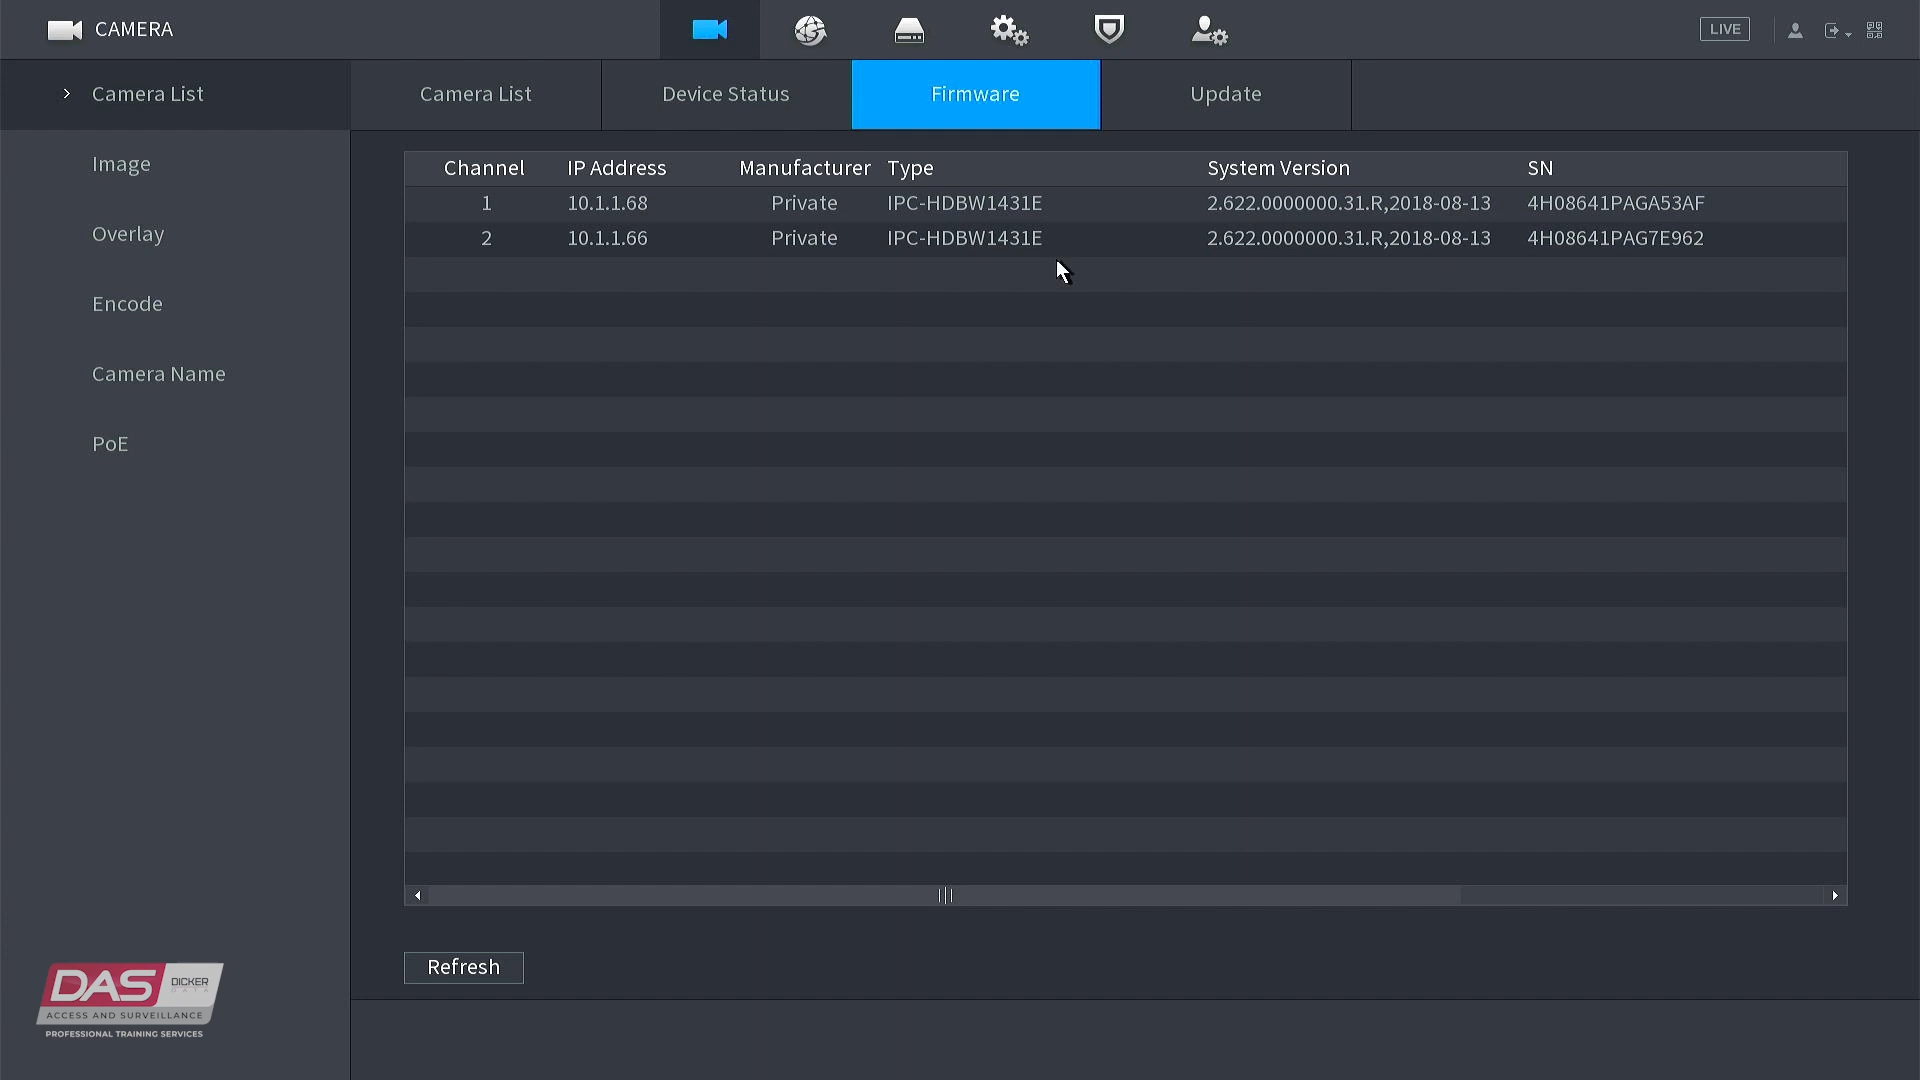 CAMERA
LIVE
Camera List
Camera List Device Status Firmware Update
Image
Overlay
Encode
Camera Name
PoE
Channel IP Address Manufacturer Type System Version SN
1 10.1.1.68 Private IPC-HDBW1431E 2.622.0000000.31.R,2018-08-13 4H08641PAGA53AF
2 10.1.1.66 Private IPC-HDBW1431E 2.622.0000000.31.R,2018-08-13 4H08641PAG7E962
Refresh
DAS DICKER
DATA
ACCESS AND SURVEILLANCE
PROFESSIONAL TRAINING SERVICES